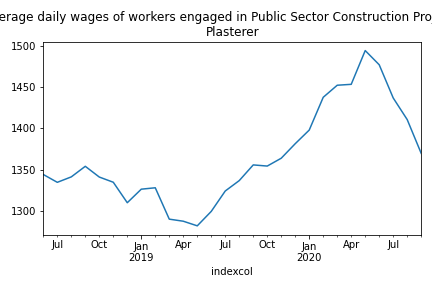 erage daily wages of workers engaged in Public Sector Construction Pro
Plasterer
1500
1450
1400
1350
1300
Jul Oct Jan Apr Jul Oct Jan Apr Jul
2019 2020
indexcol